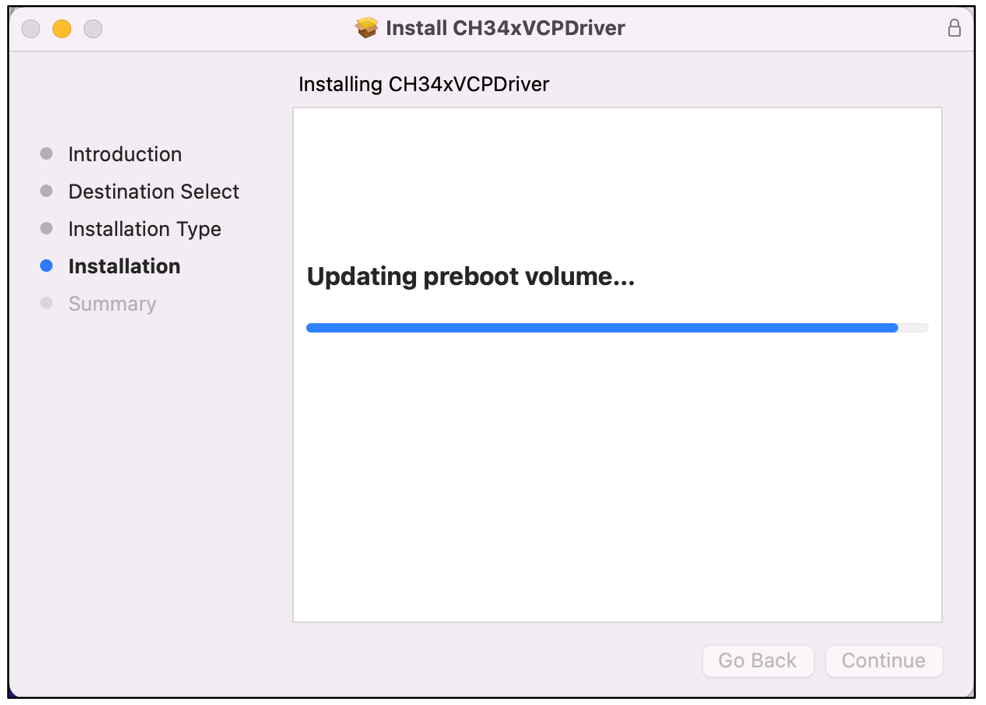 Install CH34xVCPDriver
Installing CH34xVCPDriver
Introduction
Destination Select
Installation Type
Installation
Summary
Updating preboot volume...
Go Back
Continue